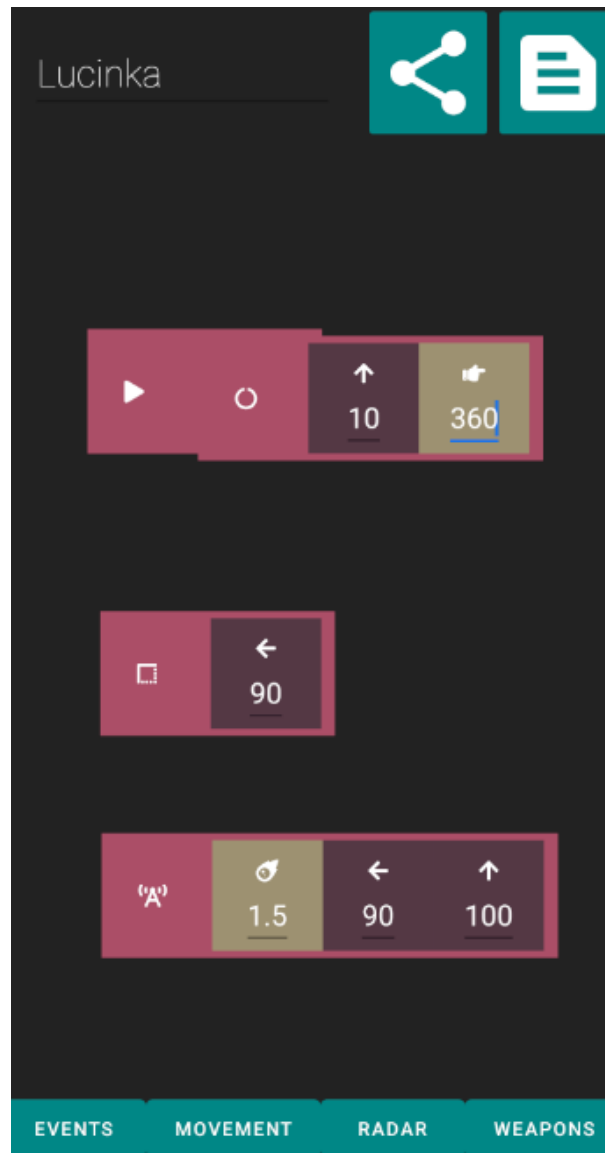 Lucinka
10 360
90
A
1.5 90 100
EVENTS MOVEMENT RADAR WEAPONS